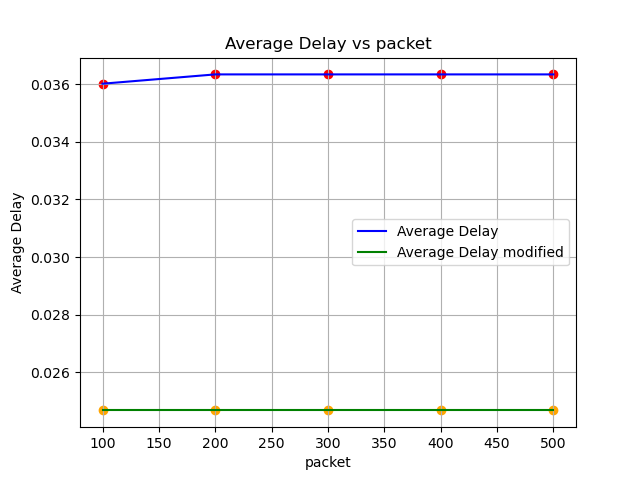 Average Delay vs packet
0.036
0.034
0.032
0.030
0.028
0.026
Average Delay
Average Delay
Average Delay modified
100 150 200 250 300 350 400 450 500
packet